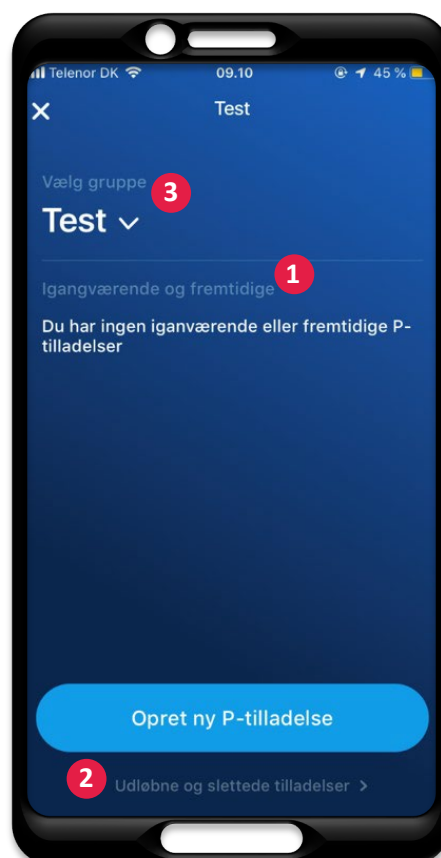 Telenor DK 09.10 45 %
Test
Vælg gruppe 3
Test
1
Igangværende og fremtidige
Du har ingen iganværende eller fremtidige P-
tilladelser
Opret ny P-tilladelse
2 Udløbne og slettede tilladelser >